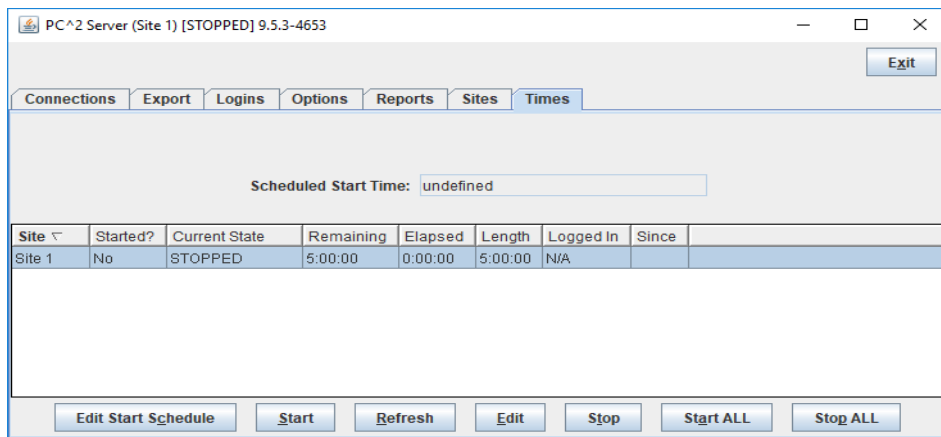 PC^2 Server (Site 1) [STOPPED] 9.5.3-4653
Exit
Connections Export Logins Options Reports Sites Times
Scheduled Start Time: undefined
Site Started? Current State Remaining Elapsed Length Logged In Since
Site 1 No STOPPED 5:00:00 0:00:00 5:00:00 N/A
Edit Start Schedule Start Refresh Edit Stop Start ALL Stop ALL